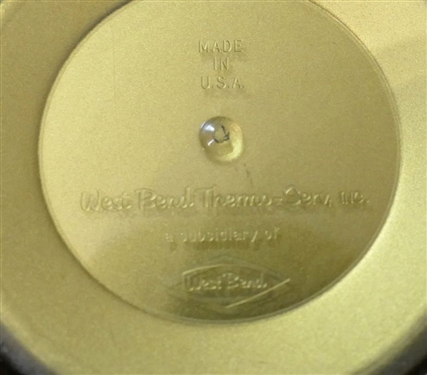 MADE
IN
U.S.A.
West Bend Thermo-Serv, Inc.
a subsidiary of
West Bend